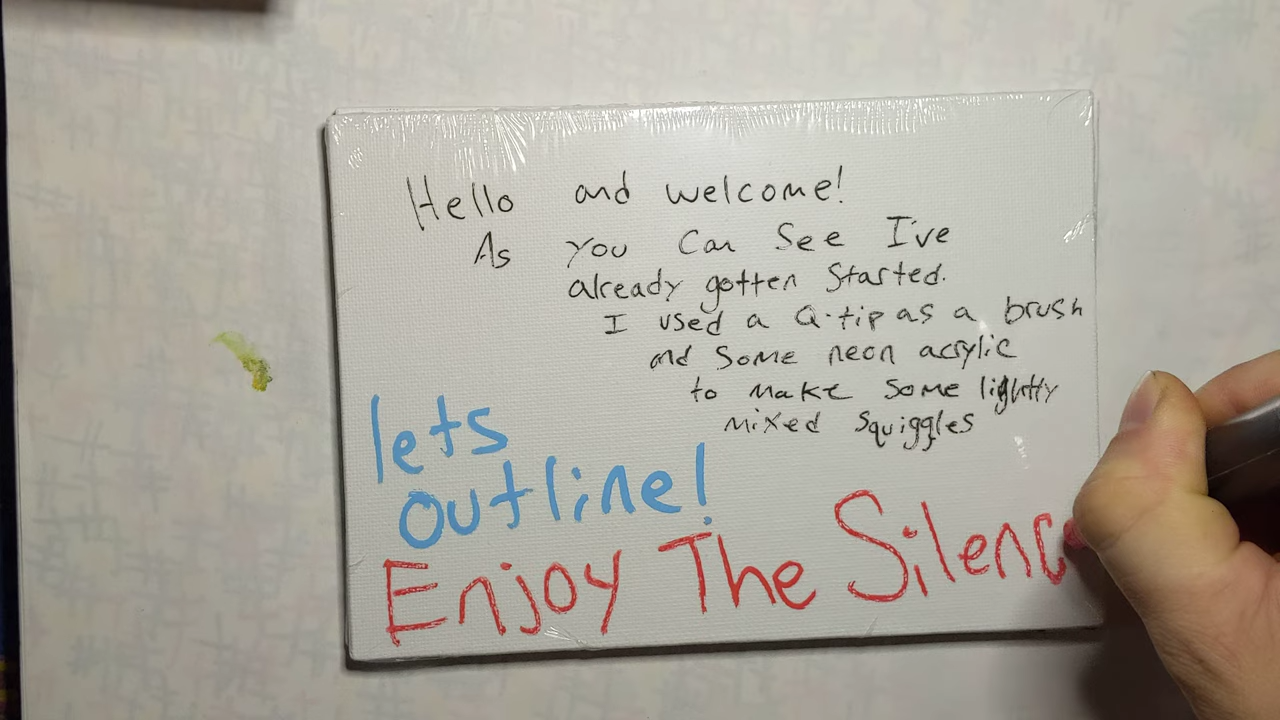 Hello and welcome!
As you can see I've
already gotten started.
I used a Q-tip as a brush
and some neon acrylic
to make some lightly
mixed squiggles
lets
outline!
Enjoy The Silenc